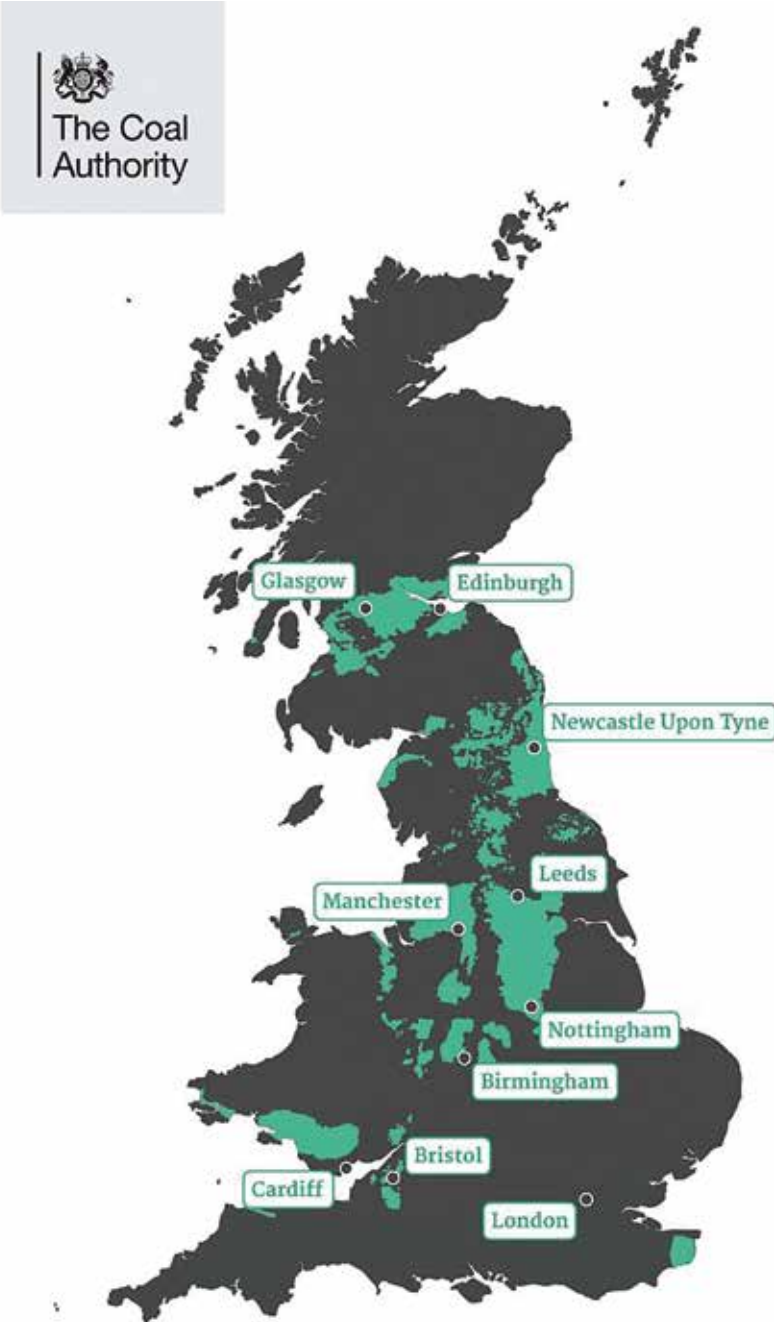 The Coal
Authority
Glasgow
Edinburgh
Newcastle Upon Tyne
Leeds
Manchester
Nottingham
Birmingham
Bristol
Cardiff
London